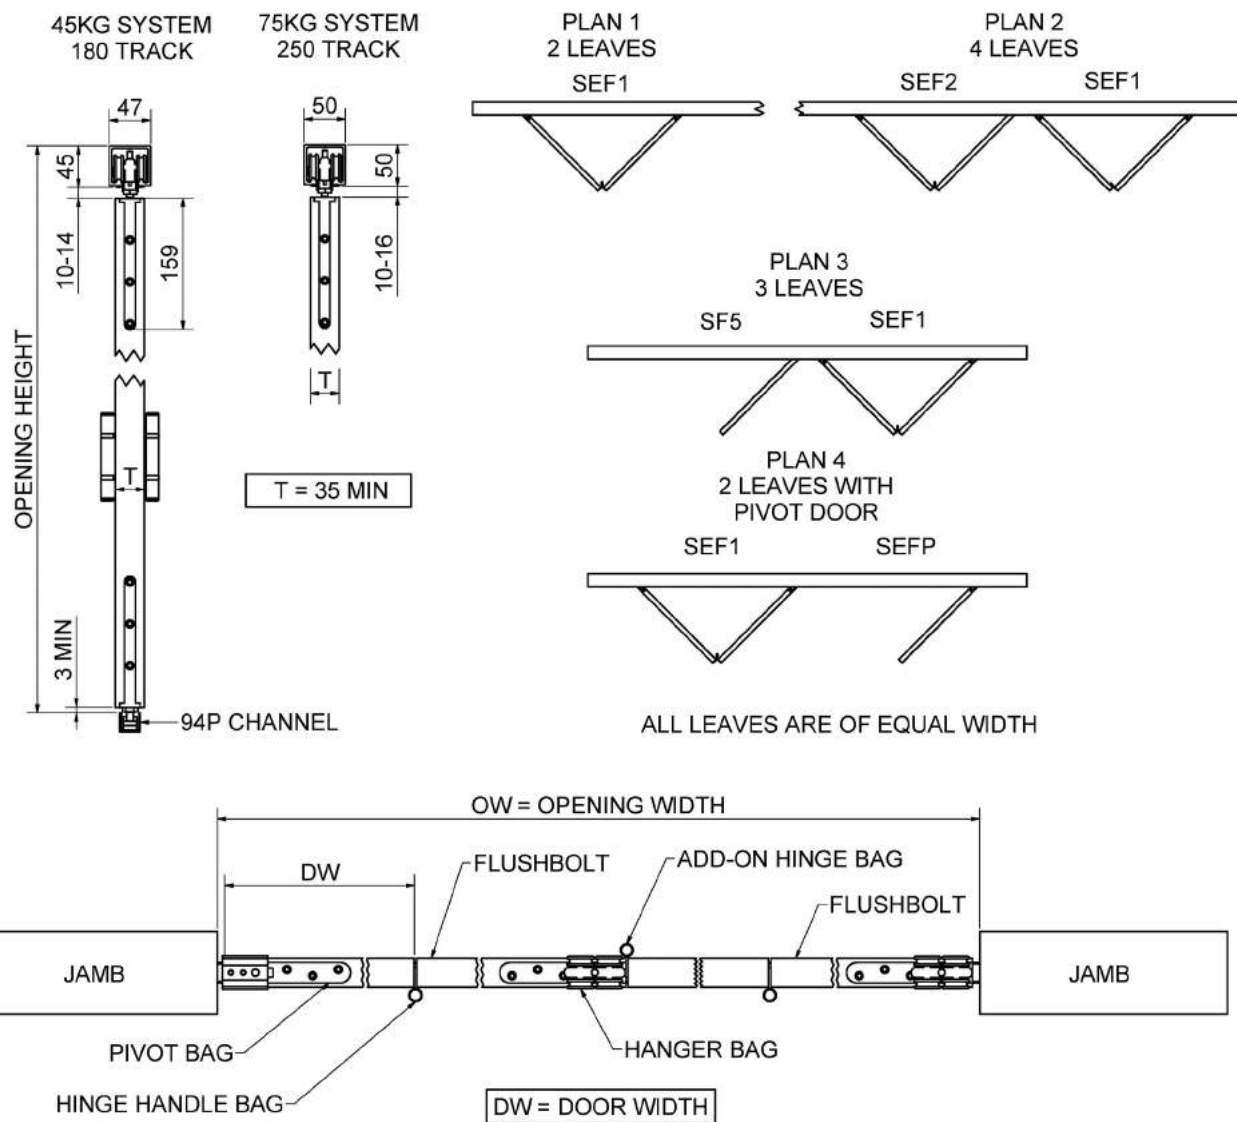 45KG SYSTEM
180 TRACK
75KG SYSTEM
250 TRACK
PLAN 1
2 LEAVES
SEF1
PLAN 2
4 LEAVES
SEF2
SEF1
47
50
45
50
10-14
159
10-16
OPENING HEIGHT
T
T
T = 35 MIN
3 MIN
94P CHANNEL
PLAN 3
3 LEAVES
SF5
SEF1
PLAN 4
2 LEAVES WITH
PIVOT DOOR
SEF1
SEFP
ALL LEAVES ARE OF EQUAL WIDTH
OW = OPENING WIDTH
DW
FLUSHBOLT
ADD-ON HINGE BAG
FLUSHBOLT
JAMB
JAMB
PIVOT BAG
HANGER BAG
HINGE HANDLE BAG
DW = DOOR WIDTH